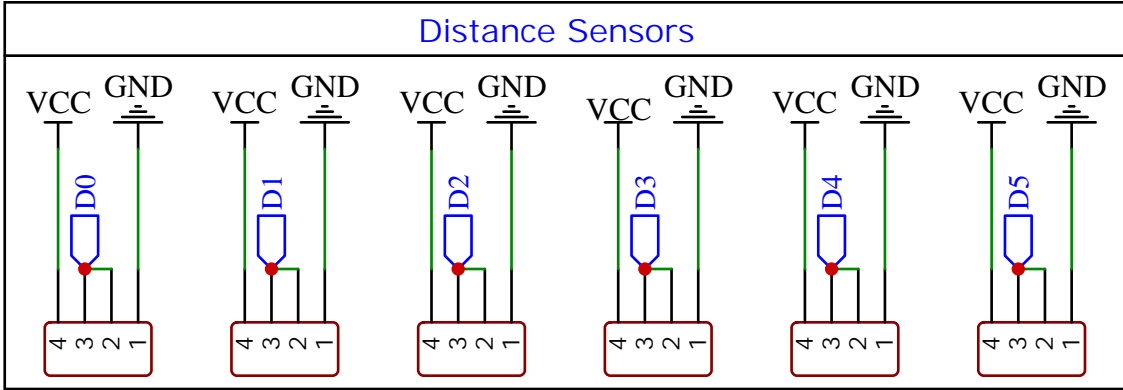 Distance Sensors
VCC GND VCC GND VCC GND VCC GND VCC GND VCC GND
D0 D1 D2 D3 D4 D5
4 3 2 1 4 3 2 1 4 3 2 1 4 3 2 1 4 3 2 1 4 3 2 1